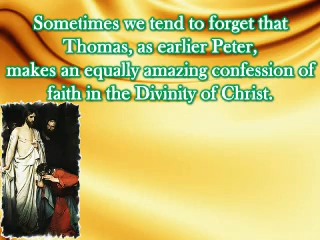 Sometimes we tend to forget that
Thomas, as earlier Peter,
makes an equally amazing confession of
faith in the Divinity of Christ.